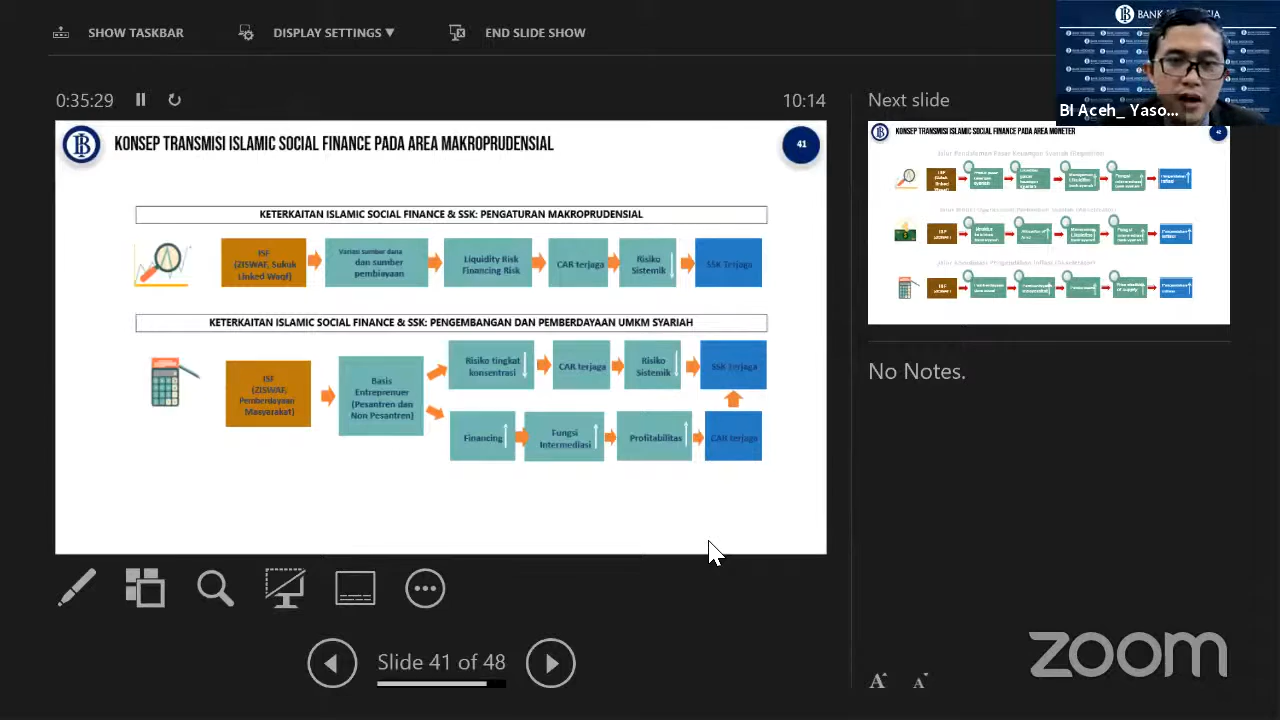 SHOW TASKBAR
DISPLAY SETTINGS ▼
END SLIDE SHOW
BANK
BI Aceh_ Yaso...
0:35:29
10:14
Next slide
KONSEP TRANSMISI ISLAMIC SOCIAL FINANCE PADA AREA MAKROPRUDENSIAL
41
KETERKAITAN ISLAMIC SOCIAL FINANCE & SSK: PENGATURAN MAKROPRUDENSIAL
ISF
(ZISWAF, Sukuk
Linked Waqf)
Variasi sumber dana
dan sumber
pembiayaan
Liquidity Risk
Financing Risk
CAR terjaga
Risiko
Sistemik
SSK Terjaga
KETERKAITAN ISLAMIC SOCIAL FINANCE & SSK: PENGEMBANGAN DAN PEMBERDAYAAN UMKM SYARIAH
ISF
(ZISWAF,
Pemberdayaan
Masyarakat)
Basis
Entreprenuer
(Pesantren dan
Non Pesantren)
Risiko tingkat
konsentrasi
CAR terjaga
Risiko
Sistemik
SSK Terjaga
Financing
Fungsi
Intermediasi
Profitabilitas
CAR terjaga
KONSEP TRANSMISI ISLAMIC SOCIAL FINANCE PADA AREA MONETER
42
No Notes.
Slide 41 of 48
A A
zoom